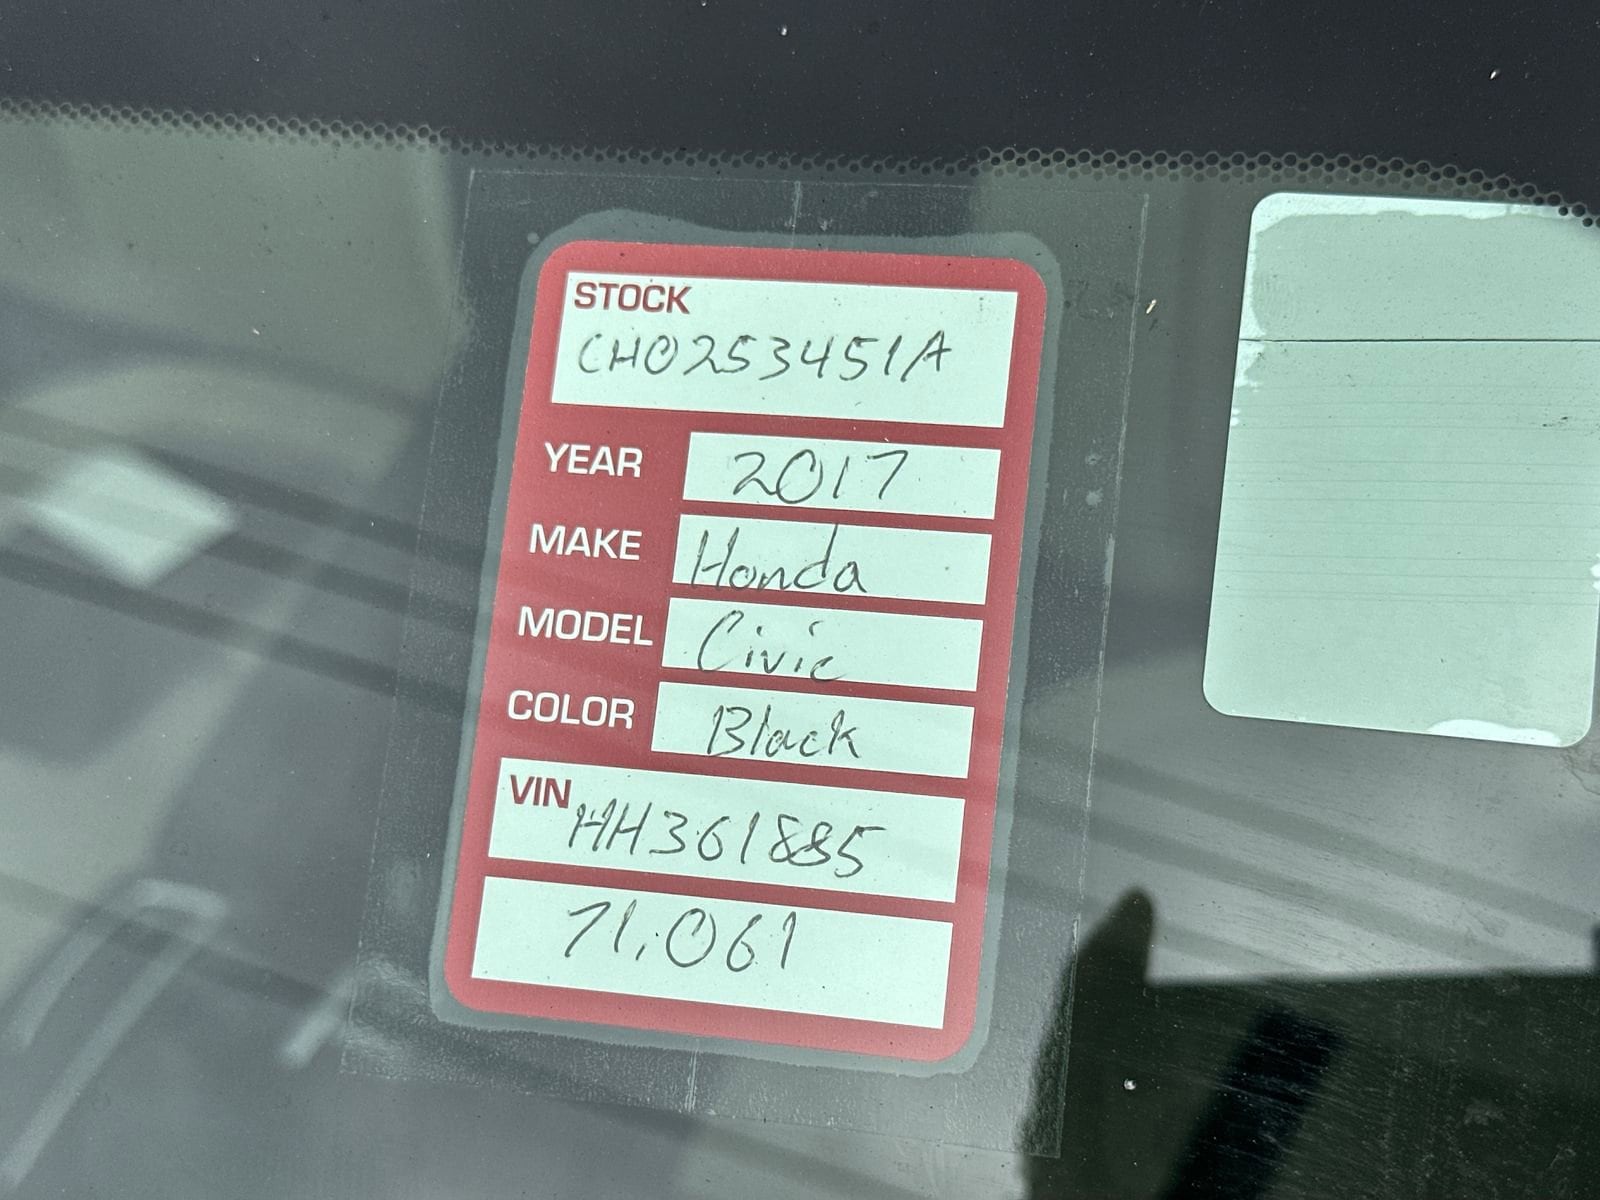 STOCK
CH0253451A
YEAR 2017
MAKE Honda
MODEL Civic
COLOR Black
VIN HH361885
71,061